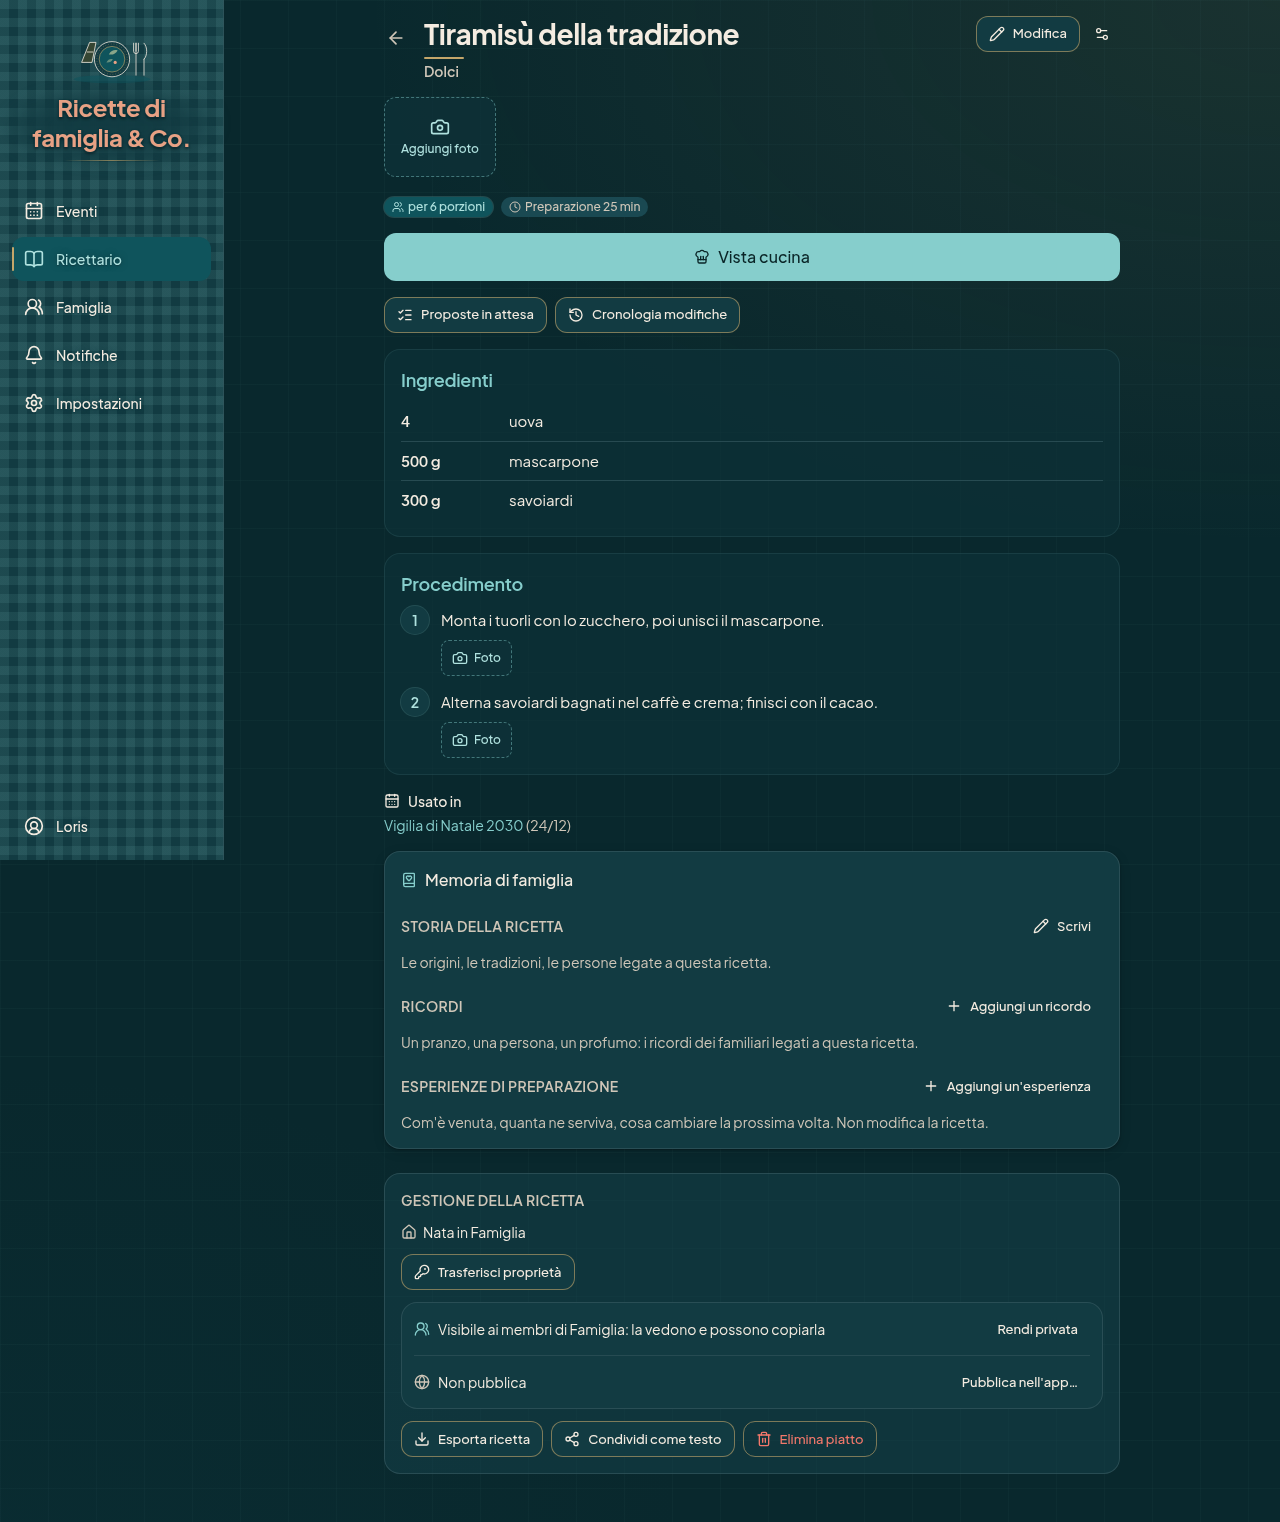 Ricette di
famiglia & Co.
Eventi
Ricettario
Famiglia
Notifiche
Impostazioni
Loris
Tiramisù della tradizione
Dolci
Modifica
Aggiungi foto
per 6 porzioni
Preparazione 25 min
Vista cucina
Proposte in attesa
Cronologia modifiche
Ingredienti
4 uova
500 g mascarpone
300 g savoiardi
Procedimento
1 Monta i tuorli con lo zucchero, poi unisci il mascarpone.
Foto
2 Alterna savoiardi bagnati nel caffè e crema; finisci con il cacao.
Foto
Usato in
Vigilia di Natale 2030 (24/12)
Memoria di famiglia
STORIA DELLA RICETTA
Scrivi
Le origini, le tradizioni, le persone legate a questa ricetta.
RICORDI
Aggiungi un ricordo
Un pranzo, una persona, un profumo: i ricordi dei familiari legati a questa ricetta.
ESPERIENZE DI PREPARAZIONE
Aggiungi un'esperienza
Com'è venuta, quanta ne serviva, cosa cambiare la prossima volta. Non modifica la ricetta.
GESTIONE DELLA RICETTA
Nata in Famiglia
Trasferisci proprietà
Visibile ai membri di Famiglia: la vedono e possono copiarla
Rendi privata
Non pubblica
Pubblica nell'app…
Esporta ricetta
Condividi come testo
Elimina piatto